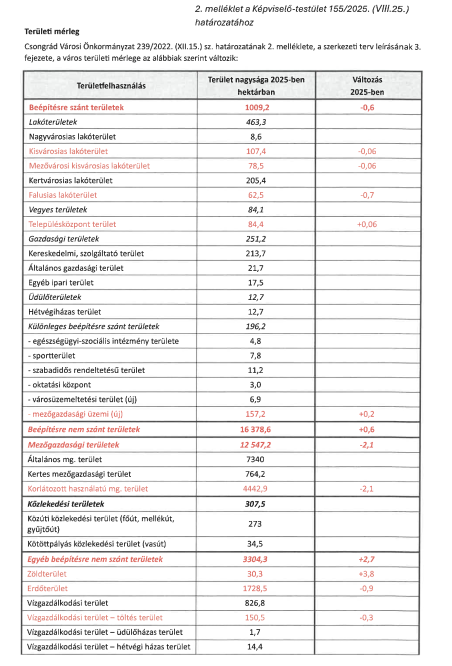 2. melléklet a Képviselő-testület 155/2025. (VIII.25.)
határozatához
Területi mérleg
Csongrád Városi Önkormányzat 239/2022. (XII.15.) sz. határozatának 2. melléklete, a szerkezeti terv leírásának 3.
fejezete, a város területi mérlege az alábbiak szerint változik:
Területfelhasználás Terület nagysága 2025-ben hektárban Változás 2025-ben
Beépítésre szánt területek 1009,2 -0,6
Lakóterületek 463,3
Nagyvárosias lakóterület 8,6
Kisvárosias lakóterület 107,4 -0,06
Mezővárosi kisvárosias lakóterület 78,5 -0,06
Kertvárosias lakóterület 205,4
Falusias lakóterület 62,5 -0,7
Vegyes területek 84,1
Településközpont terület 84,4 +0,06
Gazdasági területek 251,2
Kereskedelmi, szolgáltató terület 213,7
Általános gazdasági terület 21,7
Egyéb ipari terület 17,5
Üdülőterületek 12,7
Hétvégiházas terület 12,7
Különleges beépítésre szánt területek 196,2
- egészségügyi-szociális intézmény területe 4,8
- sportterület 7,8
- szabadidős rendeltetésű terület 11,2
- oktatási központ 3,0
- városüzemeltetési terület (új) 6,9
- mezőgazdasági üzemi (új) 157,2 +0,2
Beépítésre nem szánt területek 16 378,6 +0,6
Mezőgazdasági területek 12 547,2 -2,1
Általános mg. terület 7340
Kertes mezőgazdasági terület 764,2
Korlátozott használatú mg. terület 4442,9 -2,1
Közlekedési területek 307,5
Közúti közlekedési terület (főút, mellékút,
gyűjtőút) 273
Kötöttpályás közlekedési terület (vasút) 34,5
Egyéb beépítésre nem szánt területek 3304,3 +2,7
Zöldterület 30,3 +3,8
Erdőterület 1728,5 -0,9
Vízgazdálkodási terület 826,8
Vízgazdálkodási terület – töltés terület 150,5 -0,3
Vízgazdálkodási terület – üdülőházas terület 1,7
Vízgazdálkodási terület – hétvégi házas terület 14,4